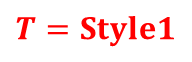 T = Style1